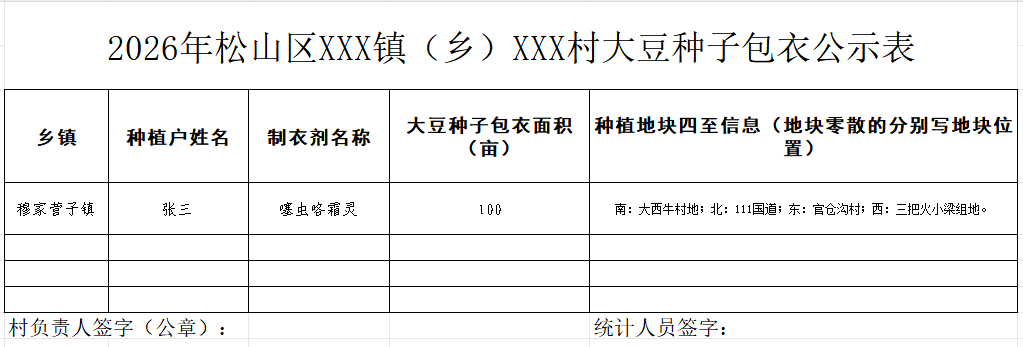 2026年松山区XXX镇（乡）XXX村大豆种子包衣公示表
乡镇 种植户姓名 制衣剂名称 大豆种子包衣面积 种植地块四至信息（地块零散的分别写地块位
（亩） 置）
穆家营子镇 张三 噻虫咯霜灵 100 南：大西牛村地；北：111国道；东：官仓沟村；西：三把火小梁组地。
村负责人签字（公章）： 统计人员签字：